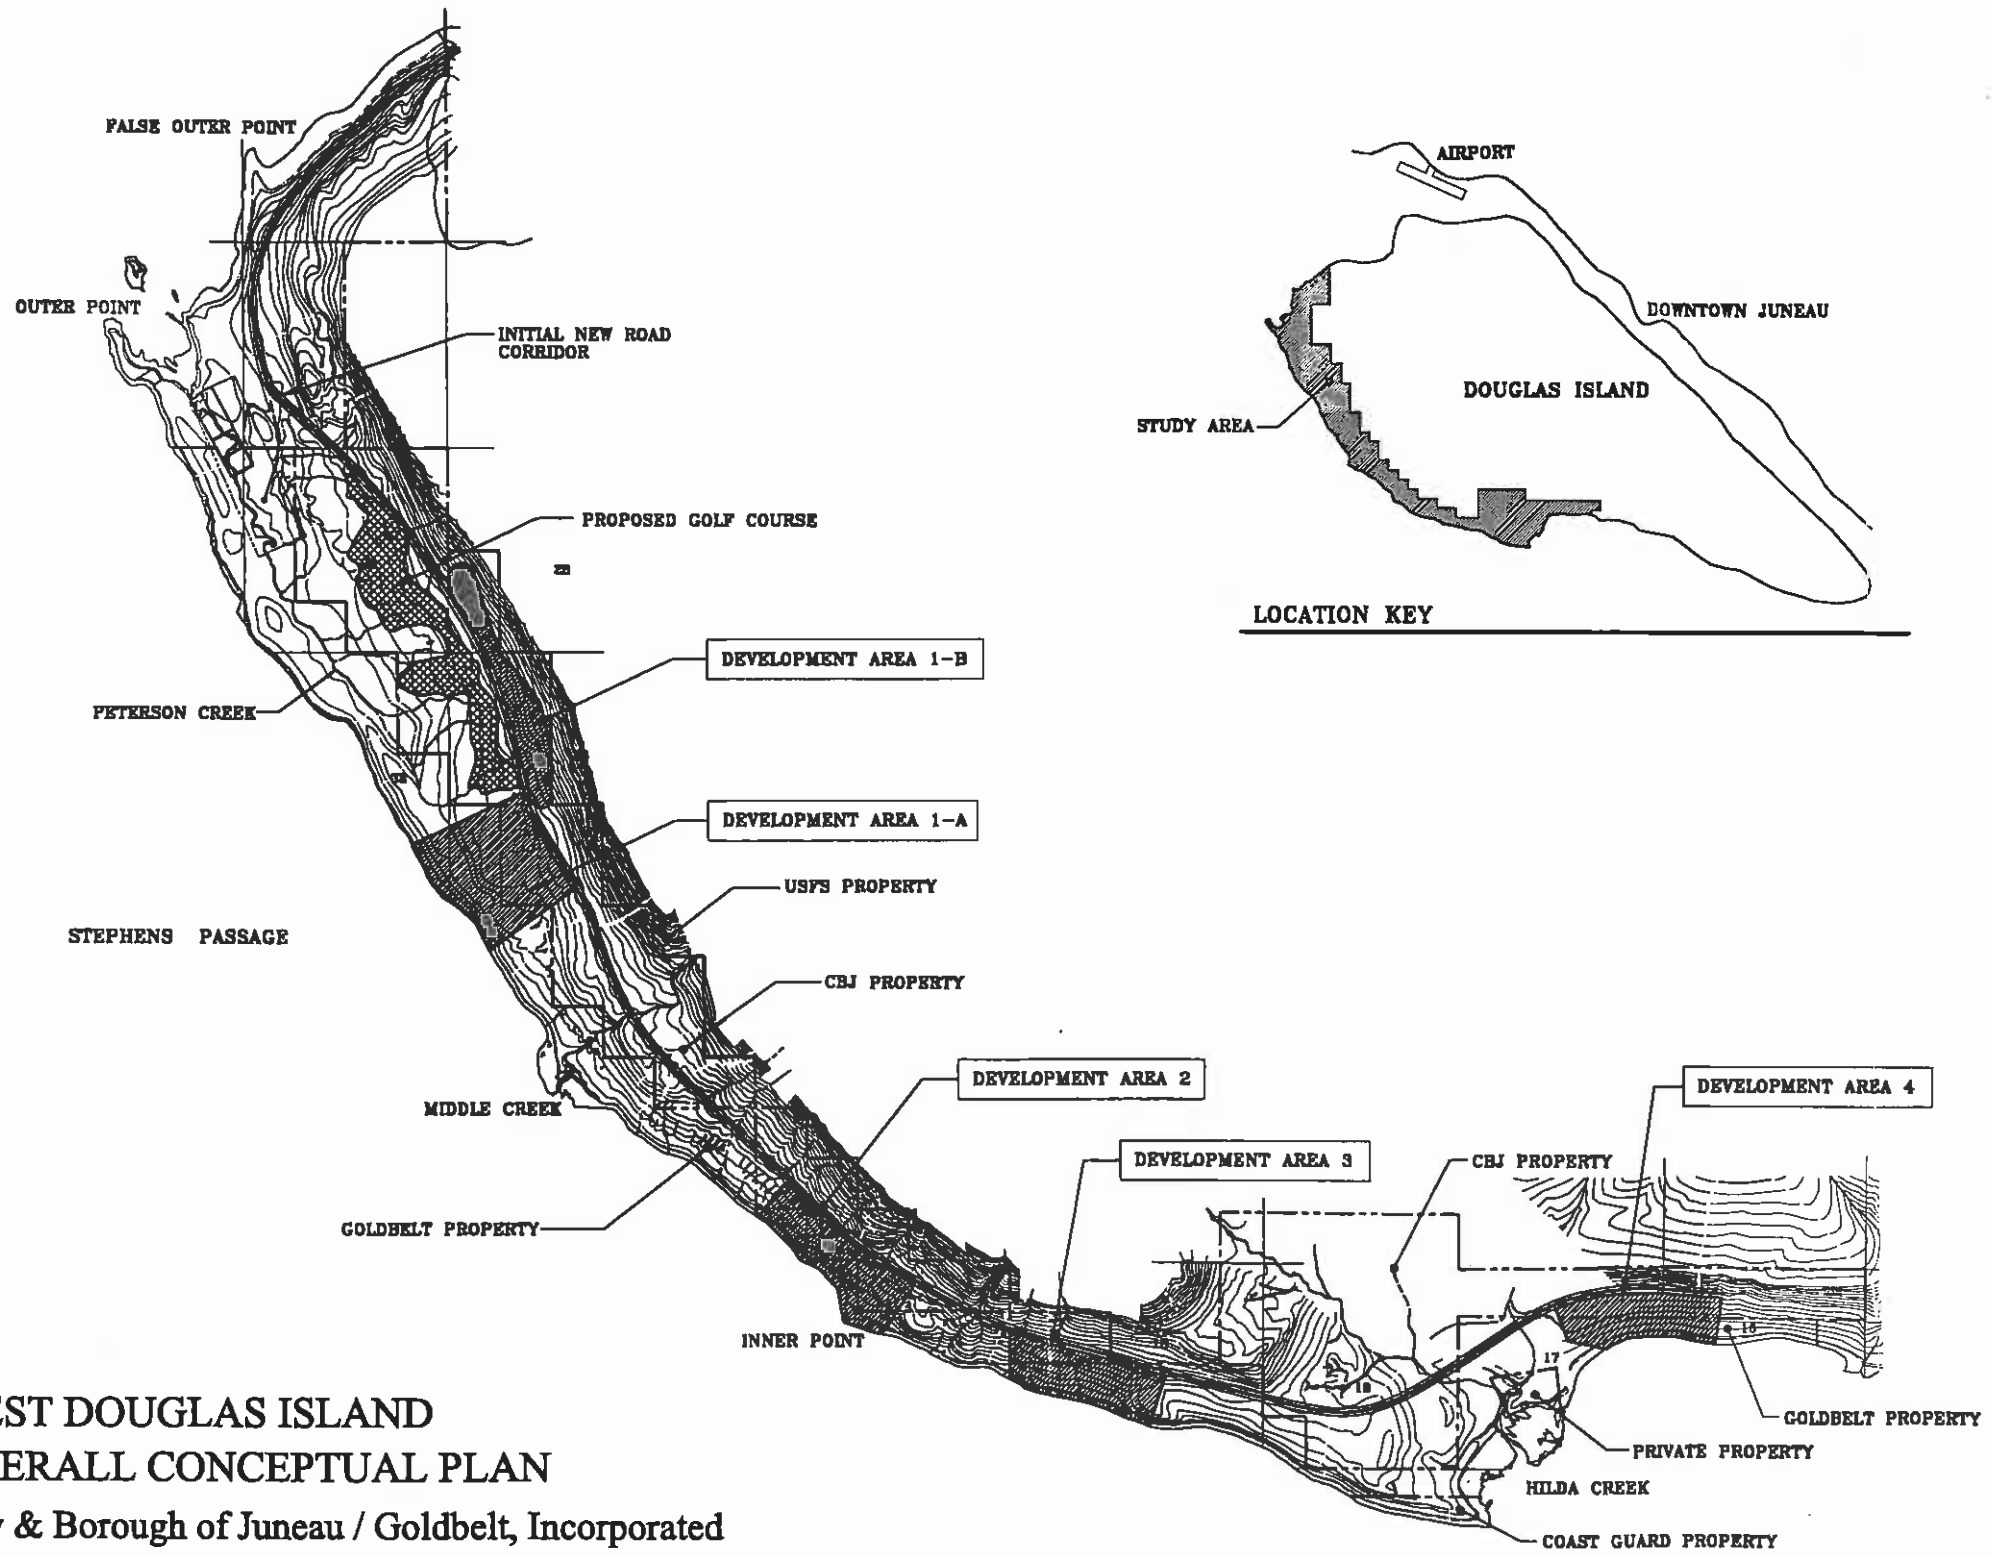 FALSE OUTER POINT
AIRPORT
OUTER POINT
INITIAL NEW ROAD
CORRIDOR
DOWNTOWN JUNEAU
DOUGLAS ISLAND
STUDY AREA
PROPOSED GOLF COURSE
LOCATION KEY
DEVELOPMENT AREA 1-B
PETERSON CREEK
DEVELOPMENT AREA 1-A
USFS PROPERTY
STEPHENS PASSAGE
CBJ PROPERTY
DEVELOPMENT AREA 2
DEVELOPMENT AREA 4
MIDDLE CREEK
DEVELOPMENT AREA 3
CBJ PROPERTY
GOLDBELT PROPERTY
INNER POINT
15
17
18
GOLDBELT PROPERTY
PRIVATE PROPERTY
HILDA CREEK
COAST GUARD PROPERTY
EST DOUGLAS ISLAND
ERALL CONCEPTUAL PLAN
y & Borough of Juneau / Goldbelt, Incorporated